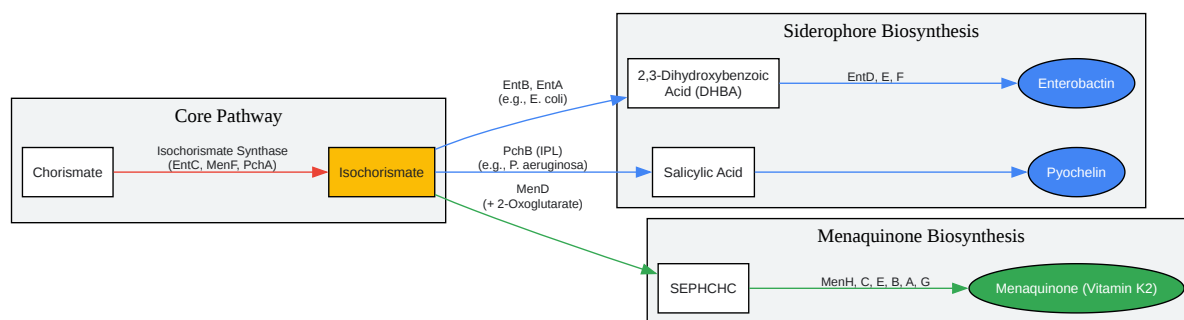 Core Pathway
Chorismate
Isochorismate Synthase
(EntC, MenF, PchA)
Isochorismate
EntB, EntA
(e.g., E. coli)
PchB (IPL)
(e.g., P. aeruginosa)
MenD
(+ 2-Oxoglutarate)
Siderophore Biosynthesis
2,3-Dihydroxybenzoic
Acid (DHBA)
EntD, E, F
Enterobactin
Salicylic Acid
Pyochelin
Menaquinone Biosynthesis
SEPHCHC
MenH, C, E, B, A, G
Menaquinone (Vitamin K2)